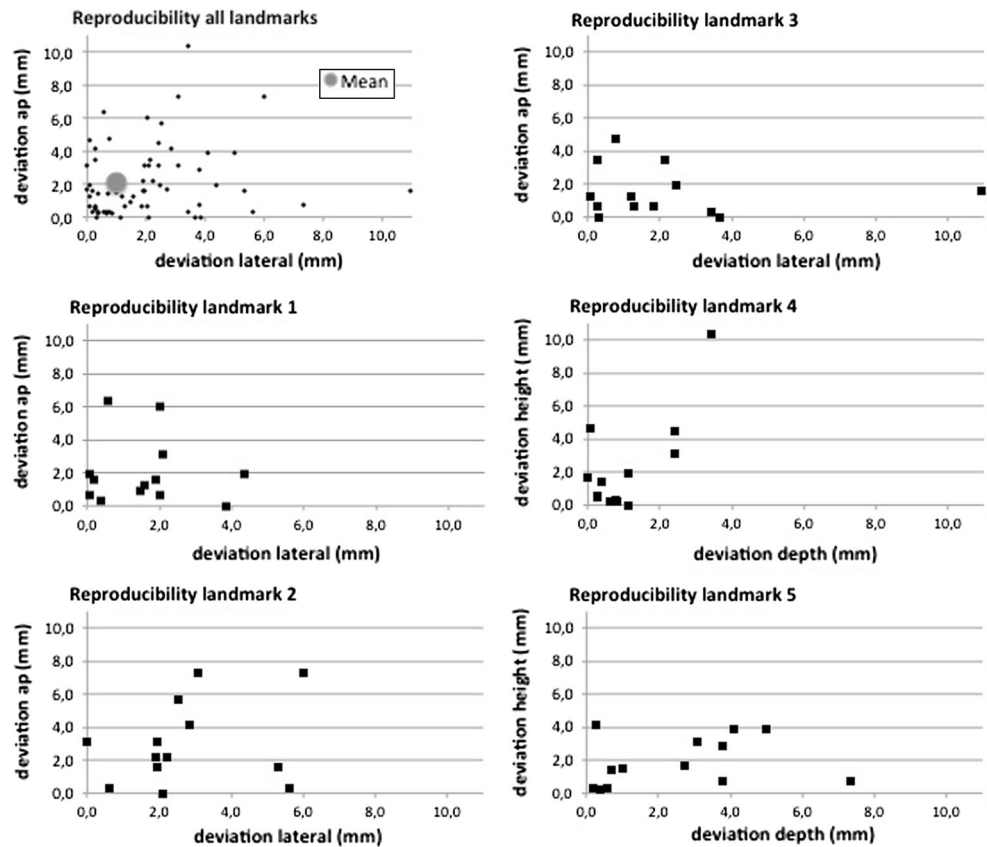 Reproducibility all landmarks
deviation ap (mm)
10,0
8,0
6,0
4,0
2,0
0,0
Mean
0,0 2,0 4,0 6,0 8,0 10,0
deviation lateral (mm)
Reproducibility landmark 3
deviation ap (mm)
10,0
8,0
6,0
4,0
2,0
0,0
0,0 2,0 4,0 6,0 8,0 10,0
deviation lateral (mm)
Reproducibility landmark 1
deviation ap (mm)
10,0
8,0
6,0
4,0
2,0
0,0
0,0 2,0 4,0 6,0 8,0 10,0
deviation lateral (mm)
Reproducibility landmark 4
deviation height (mm)
10,0
8,0
6,0
4,0
2,0
0,0
0,0 2,0 4,0 6,0 8,0 10,0
deviation depth (mm)
Reproducibility landmark 2
deviation ap (mm)
10,0
8,0
6,0
4,0
2,0
0,0
0,0 2,0 4,0 6,0 8,0 10,0
deviation lateral (mm)
Reproducibility landmark 5
deviation height (mm)
10,0
8,0
6,0
4,0
2,0
0,0
0,0 2,0 4,0 6,0 8,0 10,0
deviation depth (mm)